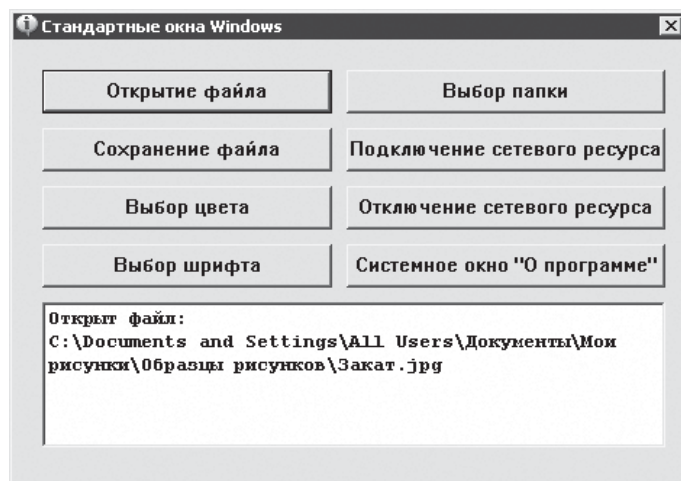 Стандартные окна Windows
Открытие файла
Выбор папки
Сохранение файла
Подключение сетевого ресурса
Выбор цвета
Отключение сетевого ресурса
Выбор шрифта
Системное окно "О программе"
Открыт файл:
C:\Documents and Settings\All Users\Документы\Мои
рисунки\Образцы рисунков\Закат.jpg